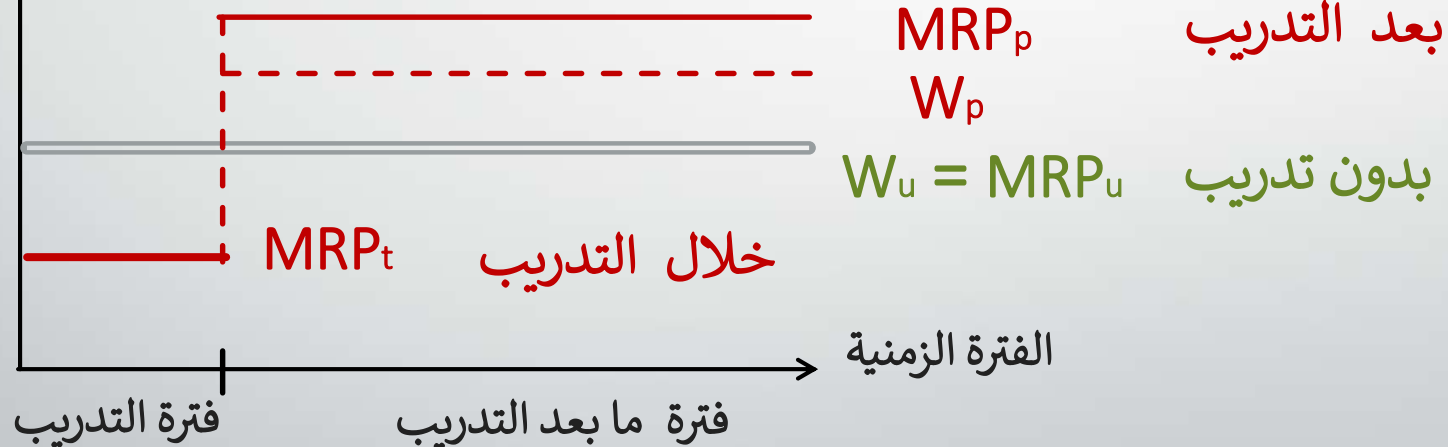 MRPp بعد التدريب
Wp
Wu = MRPu بدون تدريب
MRPt خلال التدريب
الفترة الزمنية
فترة التدريب
فترة ما بعد التدريب